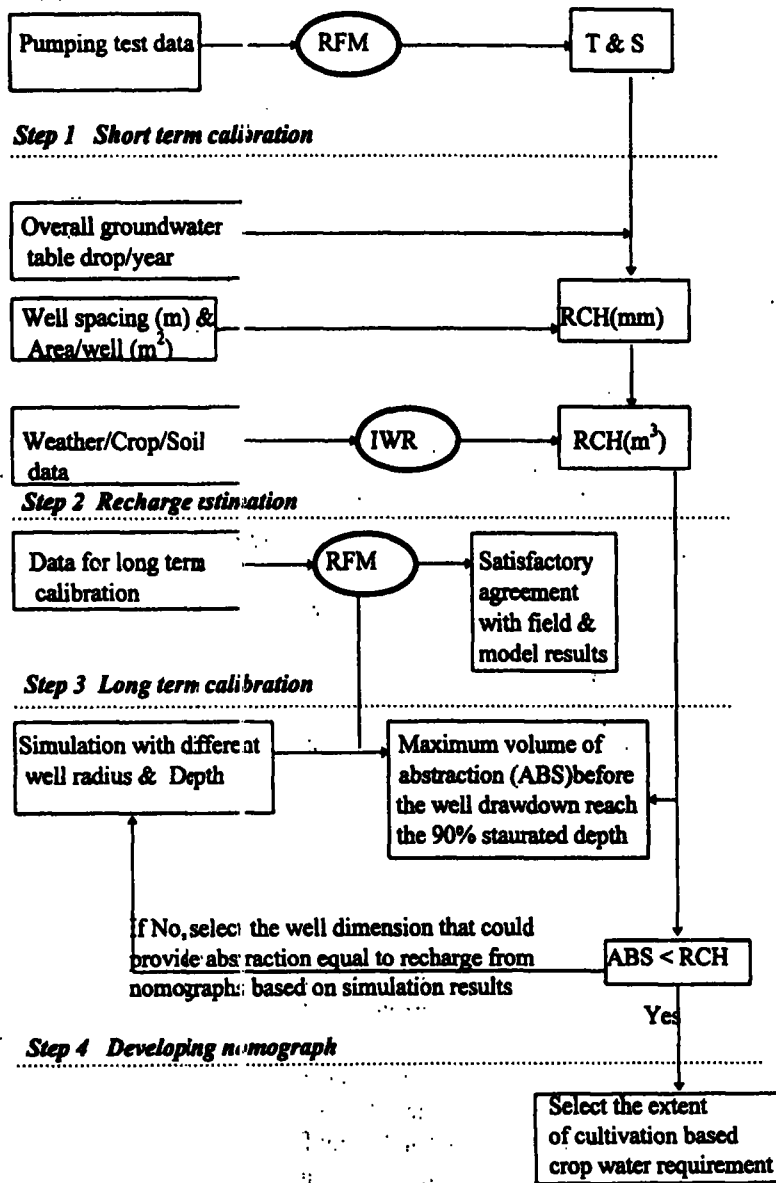 Pumping test data
RFM
T & S
Step 1 Short term calibration
Overall groundwater
table drop/year
Well spacing (m) &
Area/well (m²)
RCH(mm)
Weather/Crop/Soil
data
IWR
RCH(m³)
Step 2 Recharge estimation
Data for long term
calibration
RFM
Satisfactory
agreement
with field &
model results
Step 3 Long term calibration
Simulation with different
well radius & Depth
Maximum volume of
abstraction (ABS)before
the well drawdown reach
the 90% staurated depth
If No, select the well dimension that could
provide abstraction equal to recharge from
nomographs based on simulation results
ABS < RCH
Yes
Step 4 Developing nomograph
Select the extent
of cultivation based
crop water requirement